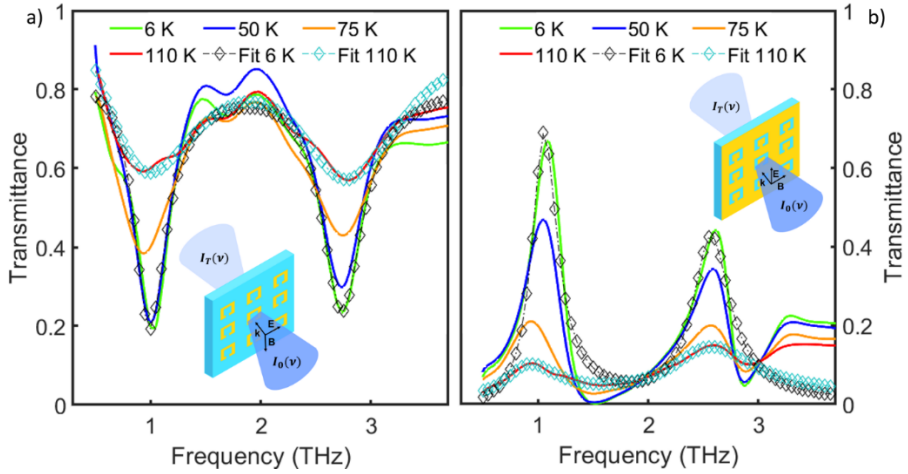 a)
6 K 50 K 75 K
110 K Fit 6 K Fit 110 K
1
0.8
0.6
0.4
0.2
0
Transmittance
1 2 3
Frequency (THz)
I_T(ν)
E
k
B
I_0(ν)
b)
6 K 50 K 75 K
110 K Fit 6 K Fit 110 K
1
0.8
0.6
0.4
0.2
0
Transmittance
1 2 3
Frequency (THz)
I_T(ν)
E
k
B
I_0(ν)